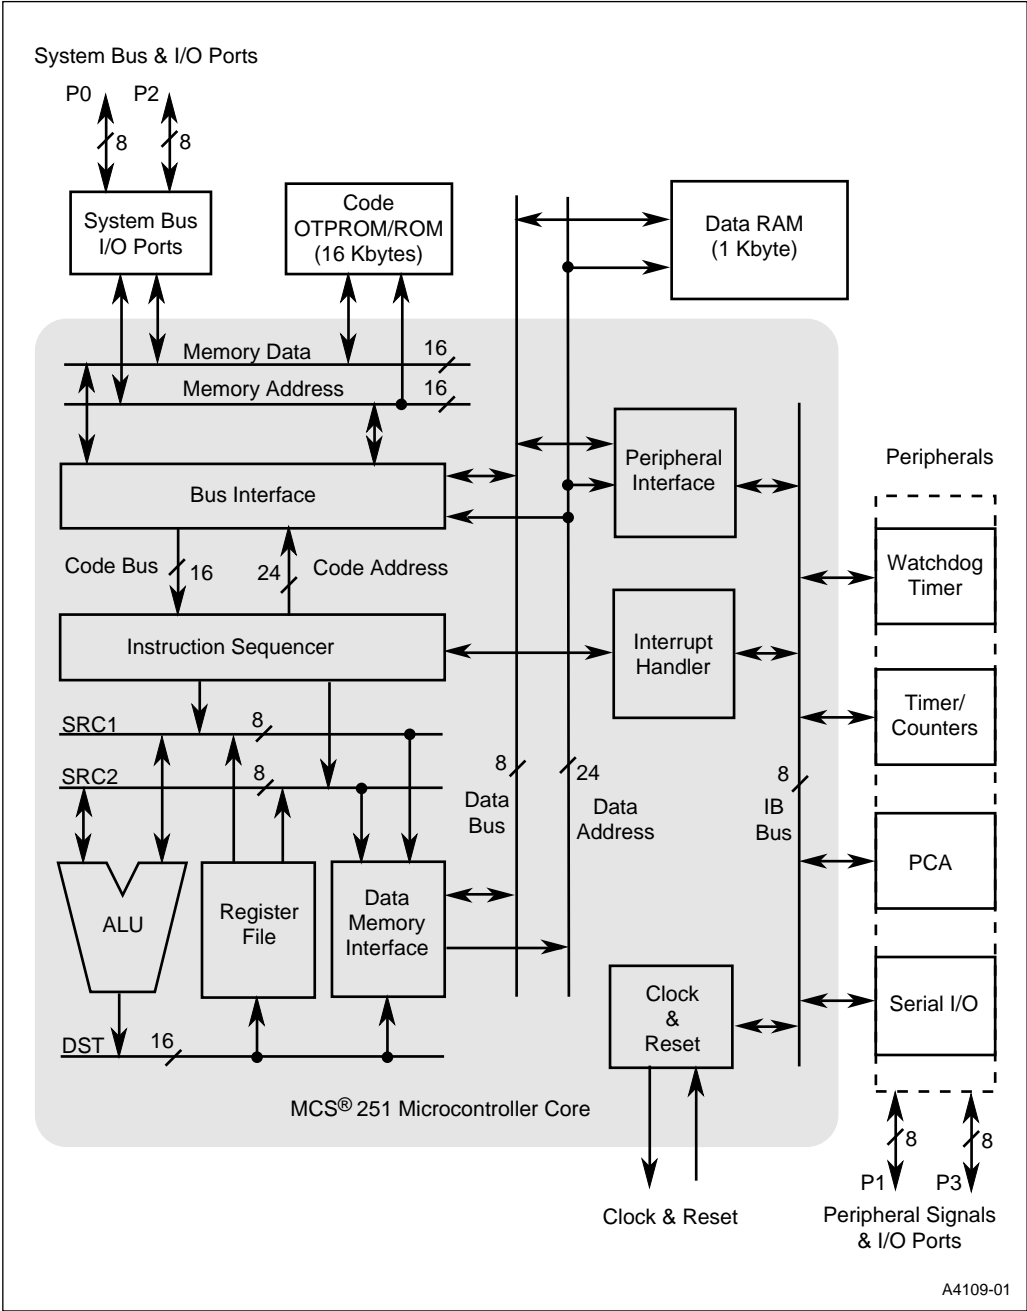 System Bus & I/O Ports
P0
P2
8
8
System Bus
I/O Ports
Code
OTPROM/ROM
(16 Kbytes)
Data RAM
(1 Kbyte)
Memory Data
16
Memory Address
16
Bus Interface
Peripheral
Interface
Peripherals
Code Bus
16
24
Code Address
Watchdog
Timer
Instruction Sequencer
Interrupt
Handler
Timer/
Counters
SRC1
8
SRC2
8
8
Data
Bus
24
Data
Address
8
IB
Bus
PCA
ALU
Register
File
Data
Memory
Interface
Clock
&
Reset
Serial I/O
DST
16
MCS® 251 Microcontroller Core
8
8
P1
P3
Clock & Reset
Peripheral Signals
& I/O Ports
A4109-01